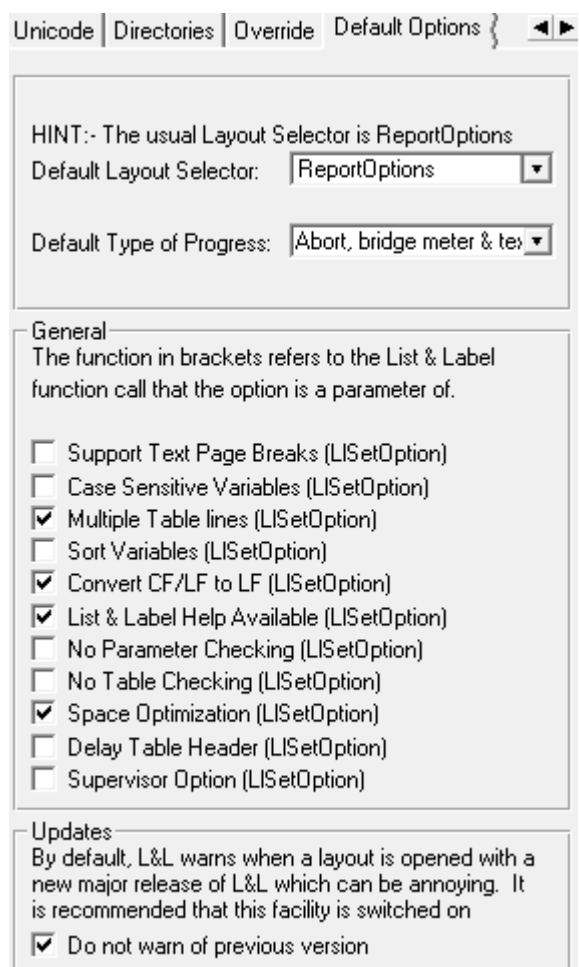 Unicode Directories Override Default Options
HINT:- The usual Layout Selector is ReportOptions
Default Layout Selector: ReportOptions
Default Type of Progress: Abort, bridge meter & tex
General
The function in brackets refers to the List & Label
function call that the option is a parameter of.
Support Text Page Breaks (LlSetOption)
Case Sensitive Variables (LlSetOption)
Multiple Table lines (LlSetOption)
Sort Variables (LlSetOption)
Convert CF/LF to LF (LlSetOption)
List & Label Help Available (LlSetOption)
No Parameter Checking (LlSetOption)
No Table Checking (LlSetOption)
Space Optimization (LlSetOption)
Delay Table Header (LlSetOption)
Supervisor Option (LlSetOption)
Updates
By default, L&L warns when a layout is opened with a
new major release of L&L which can be annoying.  It
is recommended that this facility is switched on
Do not warn of previous version